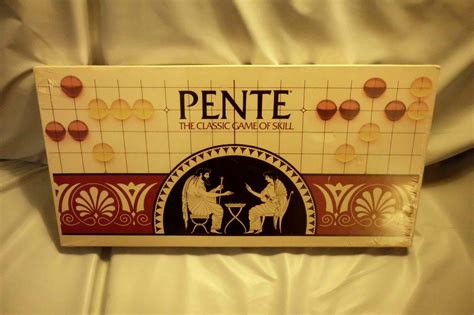 PENTE®
THE CLASSIC GAME OF SKILL